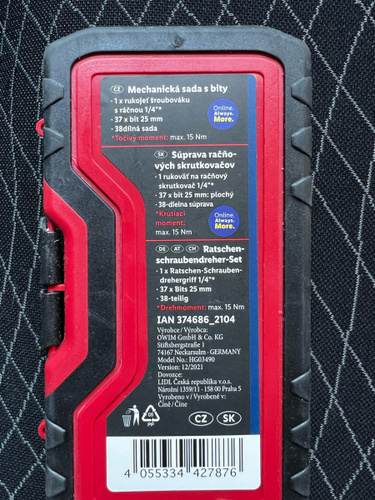 CZ Mechanická sada s bity
· 1 x rukojeť šroubováku
s ráčnou 1/4"*
· 37 x bit 25 mm
· 38dílná sada
*Točivý moment: max. 15 Nm
Online.
Always.
More.
SK Súprava račňo-
vých skrutkovačov
· 1 rukoväť na račňový
skrutkovač 1/4"*
· 37 x bit 25 mm: plochý
· 38-dielna súprava
*Krutiaci
moment:
max. 15 Nm
Online.
Always.
More.
DE AT CH Ratschen-
schraubendreher-Set
· 1 x Ratschen-Schrauben-
drehergriff 1/4"*
· 37 x Bits 25 mm
· 38-teilig
*Drehmoment: max. 15 Nm
IAN 374686_2104
Výrobce / Výrobca:
OWIM GmbH & Co. KG
Stiftsbergstraße 1
74167 Neckarsulm - GERMANY
Model No.: HG03490
Version: 12/2021
Dovozce:
LIDL Česká republika v.o.s.
Nárožní 1359/11 - 158 00 Praha 5
Vyrobeno v / Vyrobené v:
Číně / Číne
05
PP
CZ SK
4 055334 427876